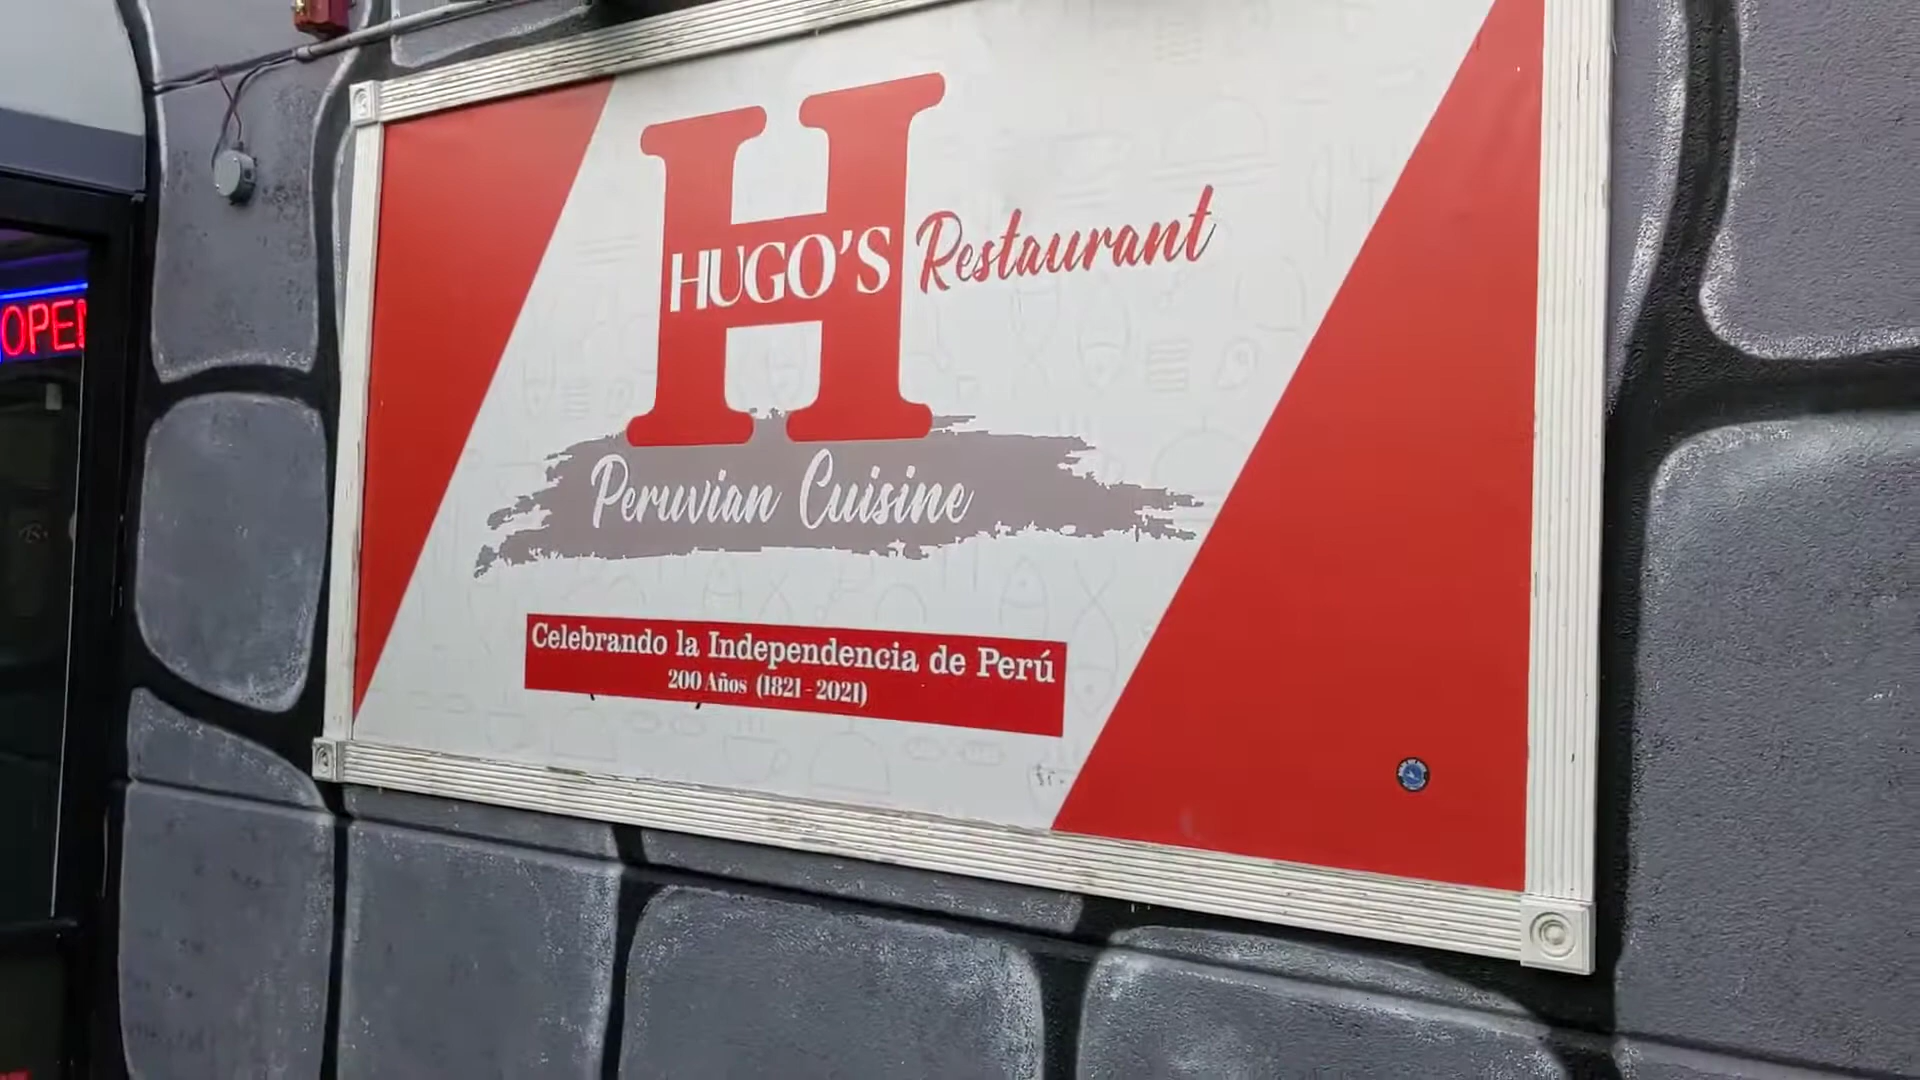 HUGO'S Restaurant
Peruvian Cuisine
Celebrando la Independencia de Perú
200 Años (1821 - 2021)
OPEN